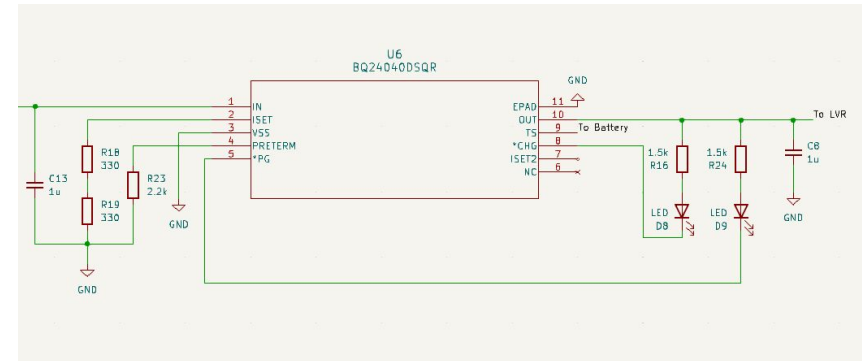 U6
BQ24040DSQR
GND
1 IN
2 ISET
3 VSS
4 PRETERM
5 *PG
EPAD 11
OUT 10
TS 9
*CHG 8
ISET2 7
NC 6
To Battery
To LVR
C13
1u
R18
330
R19
330
R23
2.2k
GND
GND
1.5k
R16
1.5k
R24
C8
1u
LED
D8
LED
D9
GND